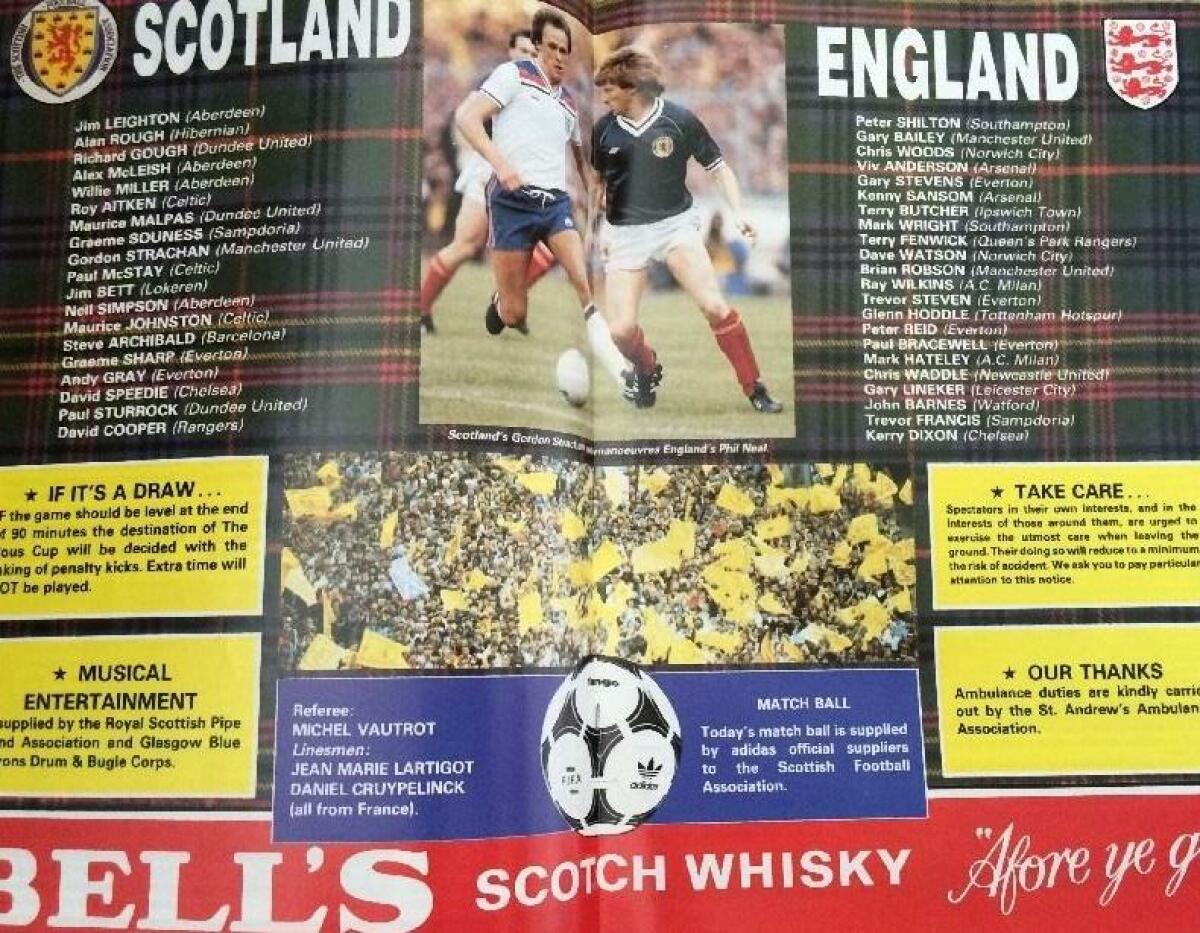 THE SCOTTISH FOOTBALL ASSOCIATION
SCOTLAND
Jim LEIGHTON (Aberdeen)
Alan ROUGH (Hibernian)
Richard GOUGH (Dundee United)
Alex McLEISH (Aberdeen)
Willie MILLER (Aberdeen)
Roy AITKEN (Celtic)
Maurice MALPAS (Dundee United)
Graeme SOUNESS (Sampdoria)
Gordon STRACHAN (Manchester United)
Paul McSTAY (Celtic)
Jim BETT (Lokeren)
Neil SIMPSON (Aberdeen)
Maurice JOHNSTON (Celtic)
Steve ARCHIBALD (Barcelona)
Graeme SHARP (Everton)
Andy GRAY (Everton)
David SPEEDIE (Chelsea)
Paul STURROCK (Dundee United)
David COOPER (Rangers)
Scotland's Gordon manoeuvres England's Phil Neal.
ENGLAND
Peter SHILTON (Southampton)
Gary BAILEY (Manchester United)
Chris WOODS (Norwich City)
Viv ANDERSON (Arsenal)
Gary STEVENS (Everton)
Kenny SANSOM (Arsenal)
Terry BUTCHER (Ipswich Town)
Mark WRIGHT (Southampton)
Terry FENWICK (Queen's Park Rangers)
Dave WATSON (Norwich City)
Brian ROBSON (Manchester United)
Ray WILKINS (A.C. Milan)
Trevor STEVEN (Everton)
Glenn HODDLE (Tottenham Hotspur)
Peter REID (Everton)
Paul BRACEWELL (Everton)
Mark HATELEY (A.C. Milan)
Chris WADDLE (Newcastle United)
Gary LINEKER (Leicester City)
John BARNES (Watford)
Trevor FRANCIS (Sampdoria)
Kerry DIXON (Chelsea)
★ IF IT'S A DRAW...
F the game should be level at the end
f 90 minutes the destination of The
ous Cup will be decided with the
king of penalty kicks. Extra time will
OT be played.
★ MUSICAL
ENTERTAINMENT
supplied by the Royal Scottish Pipe
nd Association and Glasgow Blue
rons Drum & Bugle Corps.
Referee:
MICHEL VAUTROT
Linesmen:
JEAN MARIE LARTIGOT
DANIEL CRUYPELINCK
(all from France).
tango
FIFA
adidas
MATCH BALL
Today's match ball is supplied
by adidas official suppliers
to the Scottish Football
Association.
★ TAKE CARE...
Spectators in their own interests, and in the
interests of those around them, are urged to
exercise the utmost care when leaving the
ground. Their doing so will reduce to a minimum
the risk of accident. We ask you to pay particular
attention to this notice.
★ OUR THANKS
Ambulance duties are kindly carrie
out by the St. Andrew's Ambulan
Association.
BELL'S SCOTCH WHISKY "Afore ye g